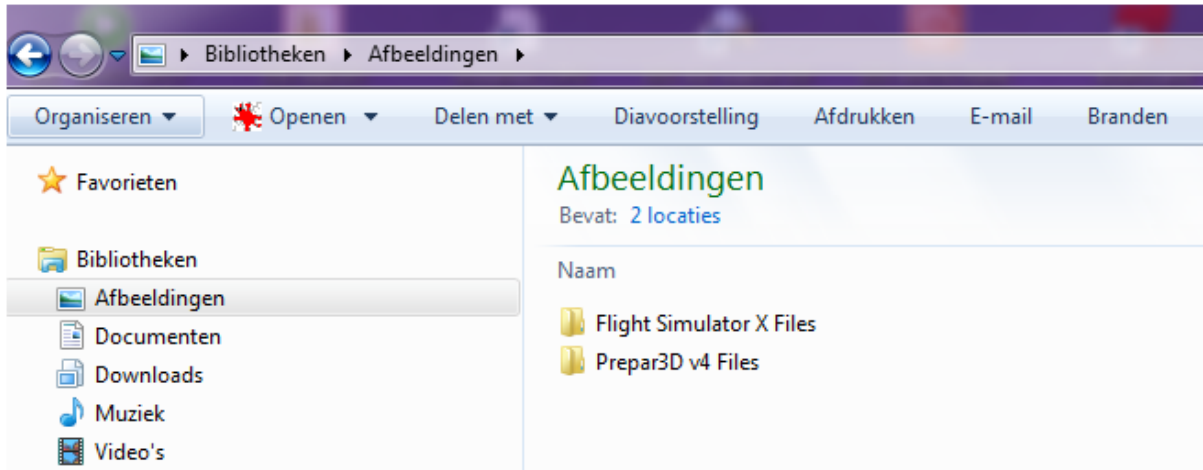 Bibliotheken Afbeeldingen
Organiseren Openen Delen met Diavoorstelling Afdrukken E-mail Branden
Favorieten
Bibliotheken
Afbeeldingen
Documenten
Downloads
Muziek
Video's
Afbeeldingen
Bevat: 2 locaties
Naam
Flight Simulator X Files
Prepar3D v4 Files